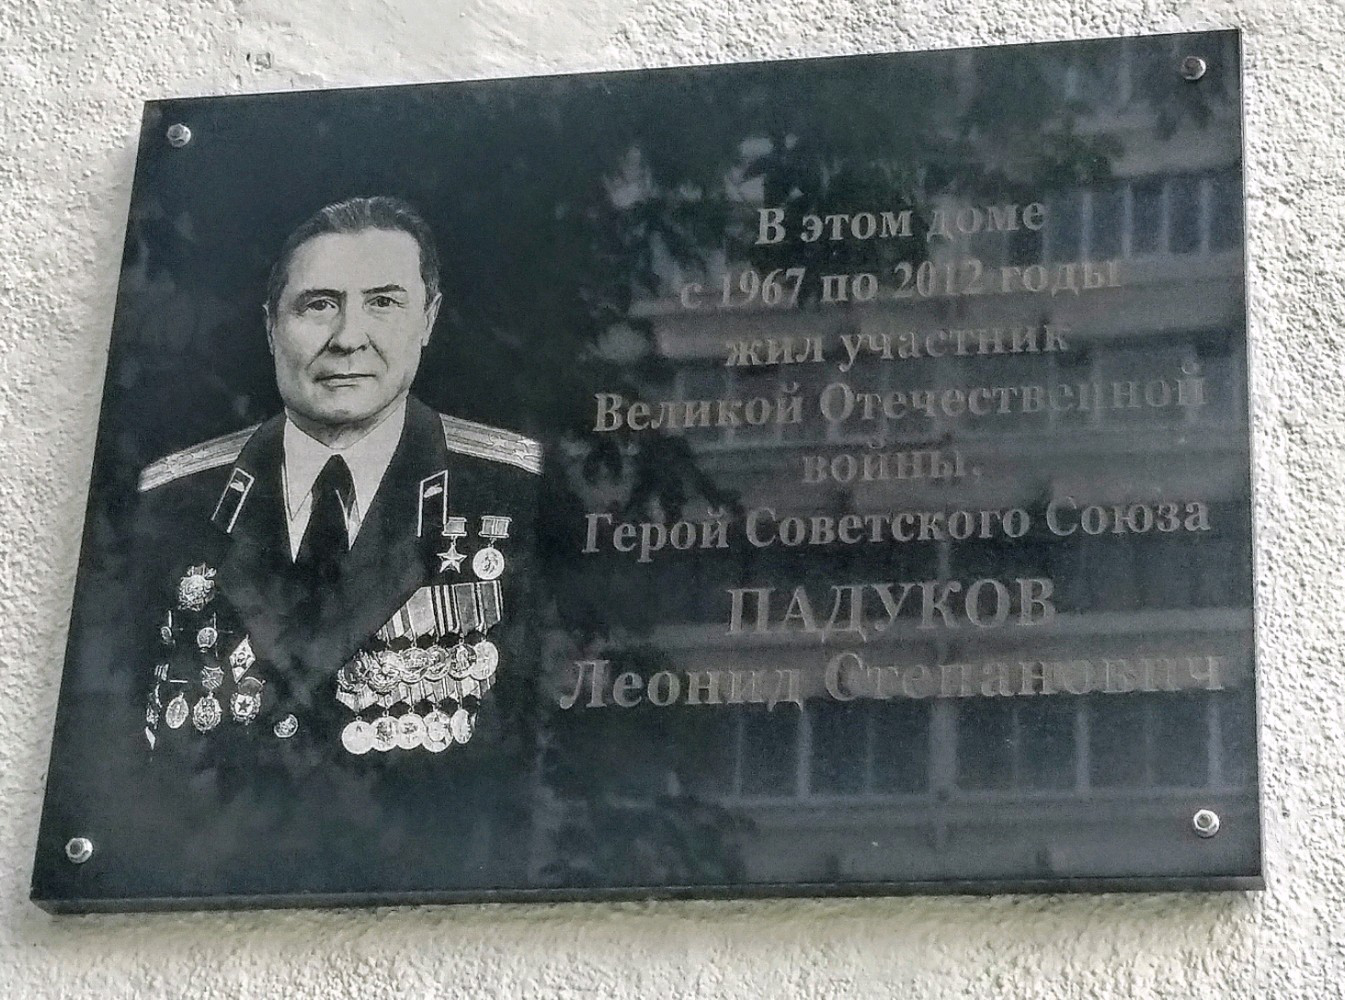 В этом доме
с 1967 по 2012 годы
жил участник
Великой Отечественной
войны,
Герой Советского Союза
ПАДУКОВ
Леонид Степанович